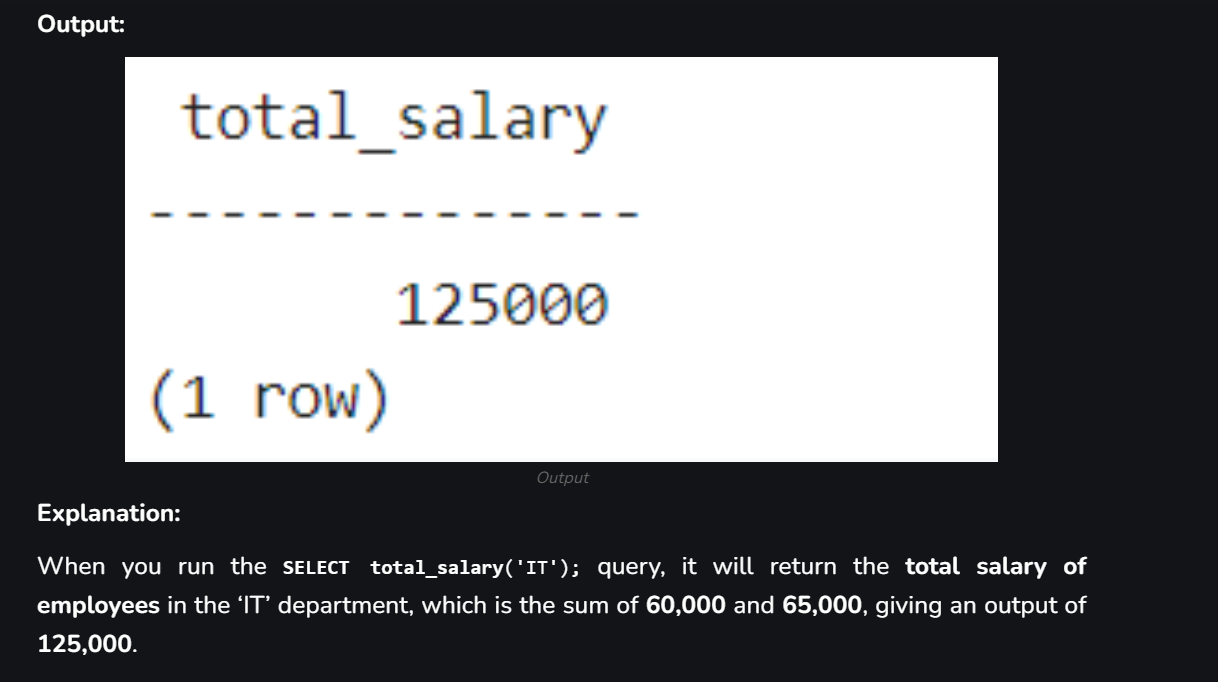 Output:
total_salary
--------------
125000
(1 row)
Output
Explanation:
When you run the SELECT total_salary('IT'); query, it will return the total salary of
employees in the ‘IT’ department, which is the sum of 60,000 and 65,000, giving an output of
125,000.